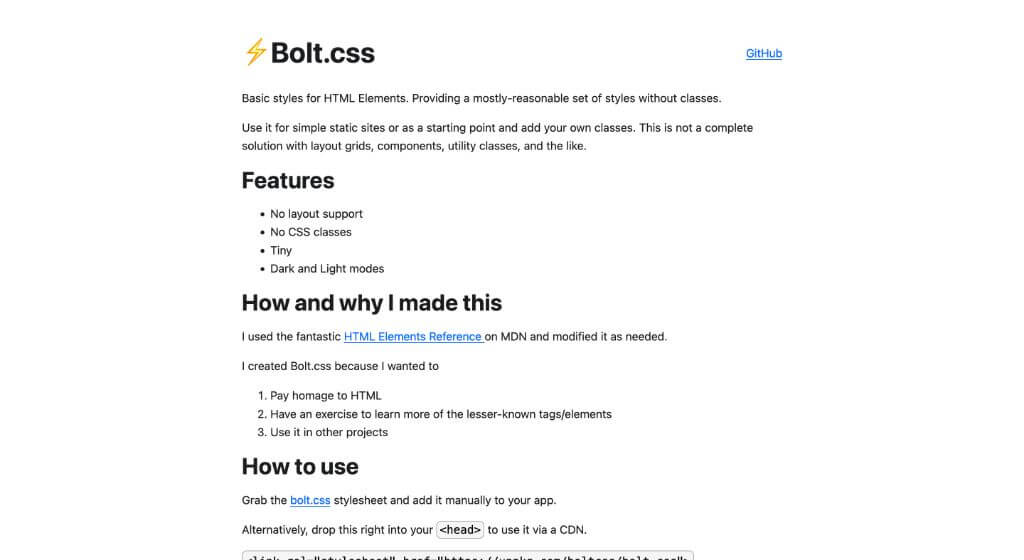 ⚡Bolt.css
GitHub
Basic styles for HTML Elements. Providing a mostly-reasonable set of styles without classes.
Use it for simple static sites or as a starting point and add your own classes. This is not a complete
solution with layout grids, components, utility classes, and the like.
Features
• No layout support
• No CSS classes
• Tiny
• Dark and Light modes
How and why I made this
I used the fantastic HTML Elements Reference on MDN and modified it as needed.
I created Bolt.css because I wanted to
1. Pay homage to HTML
2. Have an exercise to learn more of the lesser-known tags/elements
3. Use it in other projects
How to use
Grab the bolt.css stylesheet and add it manually to your app.
Alternatively, drop this right into your <head> to use it via a CDN.